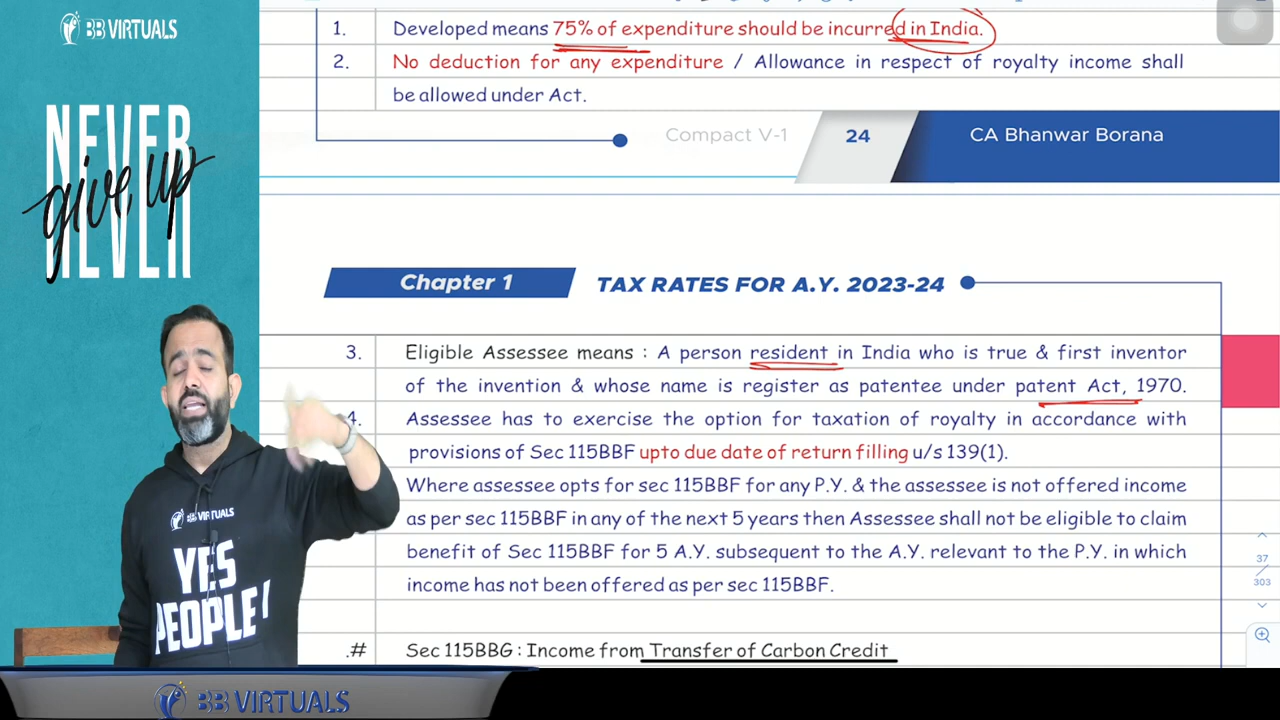 BB VIRTUALS
NEVER
give up
NEVER
1. Developed means 75% of expenditure should be incurred in India.
2. No deduction for any expenditure / Allowance in respect of royalty income shall
be allowed under Act.
Compact V-1 24 CA Bhanwar Borana
Chapter 1 TAX RATES FOR A.Y. 2023-24
3. Eligible Assessee means : A person resident in India who is true & first inventor
of the invention & whose name is register as patentee under patent Act, 1970.
4. Assessee has to exercise the option for taxation of royalty in accordance with
provisions of Sec 115BBF upto due date of return filling u/s 139(1).
Where assessee opts for sec 115BBF for any P.Y. & the assessee is not offered income
as per sec 115BBF in any of the next 5 years then Assessee shall not be eligible to claim
benefit of Sec 115BBF for 5 A.Y. subsequent to the A.Y. relevant to the P.Y. in which
income has not been offered as per sec 115BBF.
.# Sec 115BBG : Income from Transfer of Carbon Credit
37
303
BB VIRTUALS
YES
PEOPLE!
BB VIRTUALS